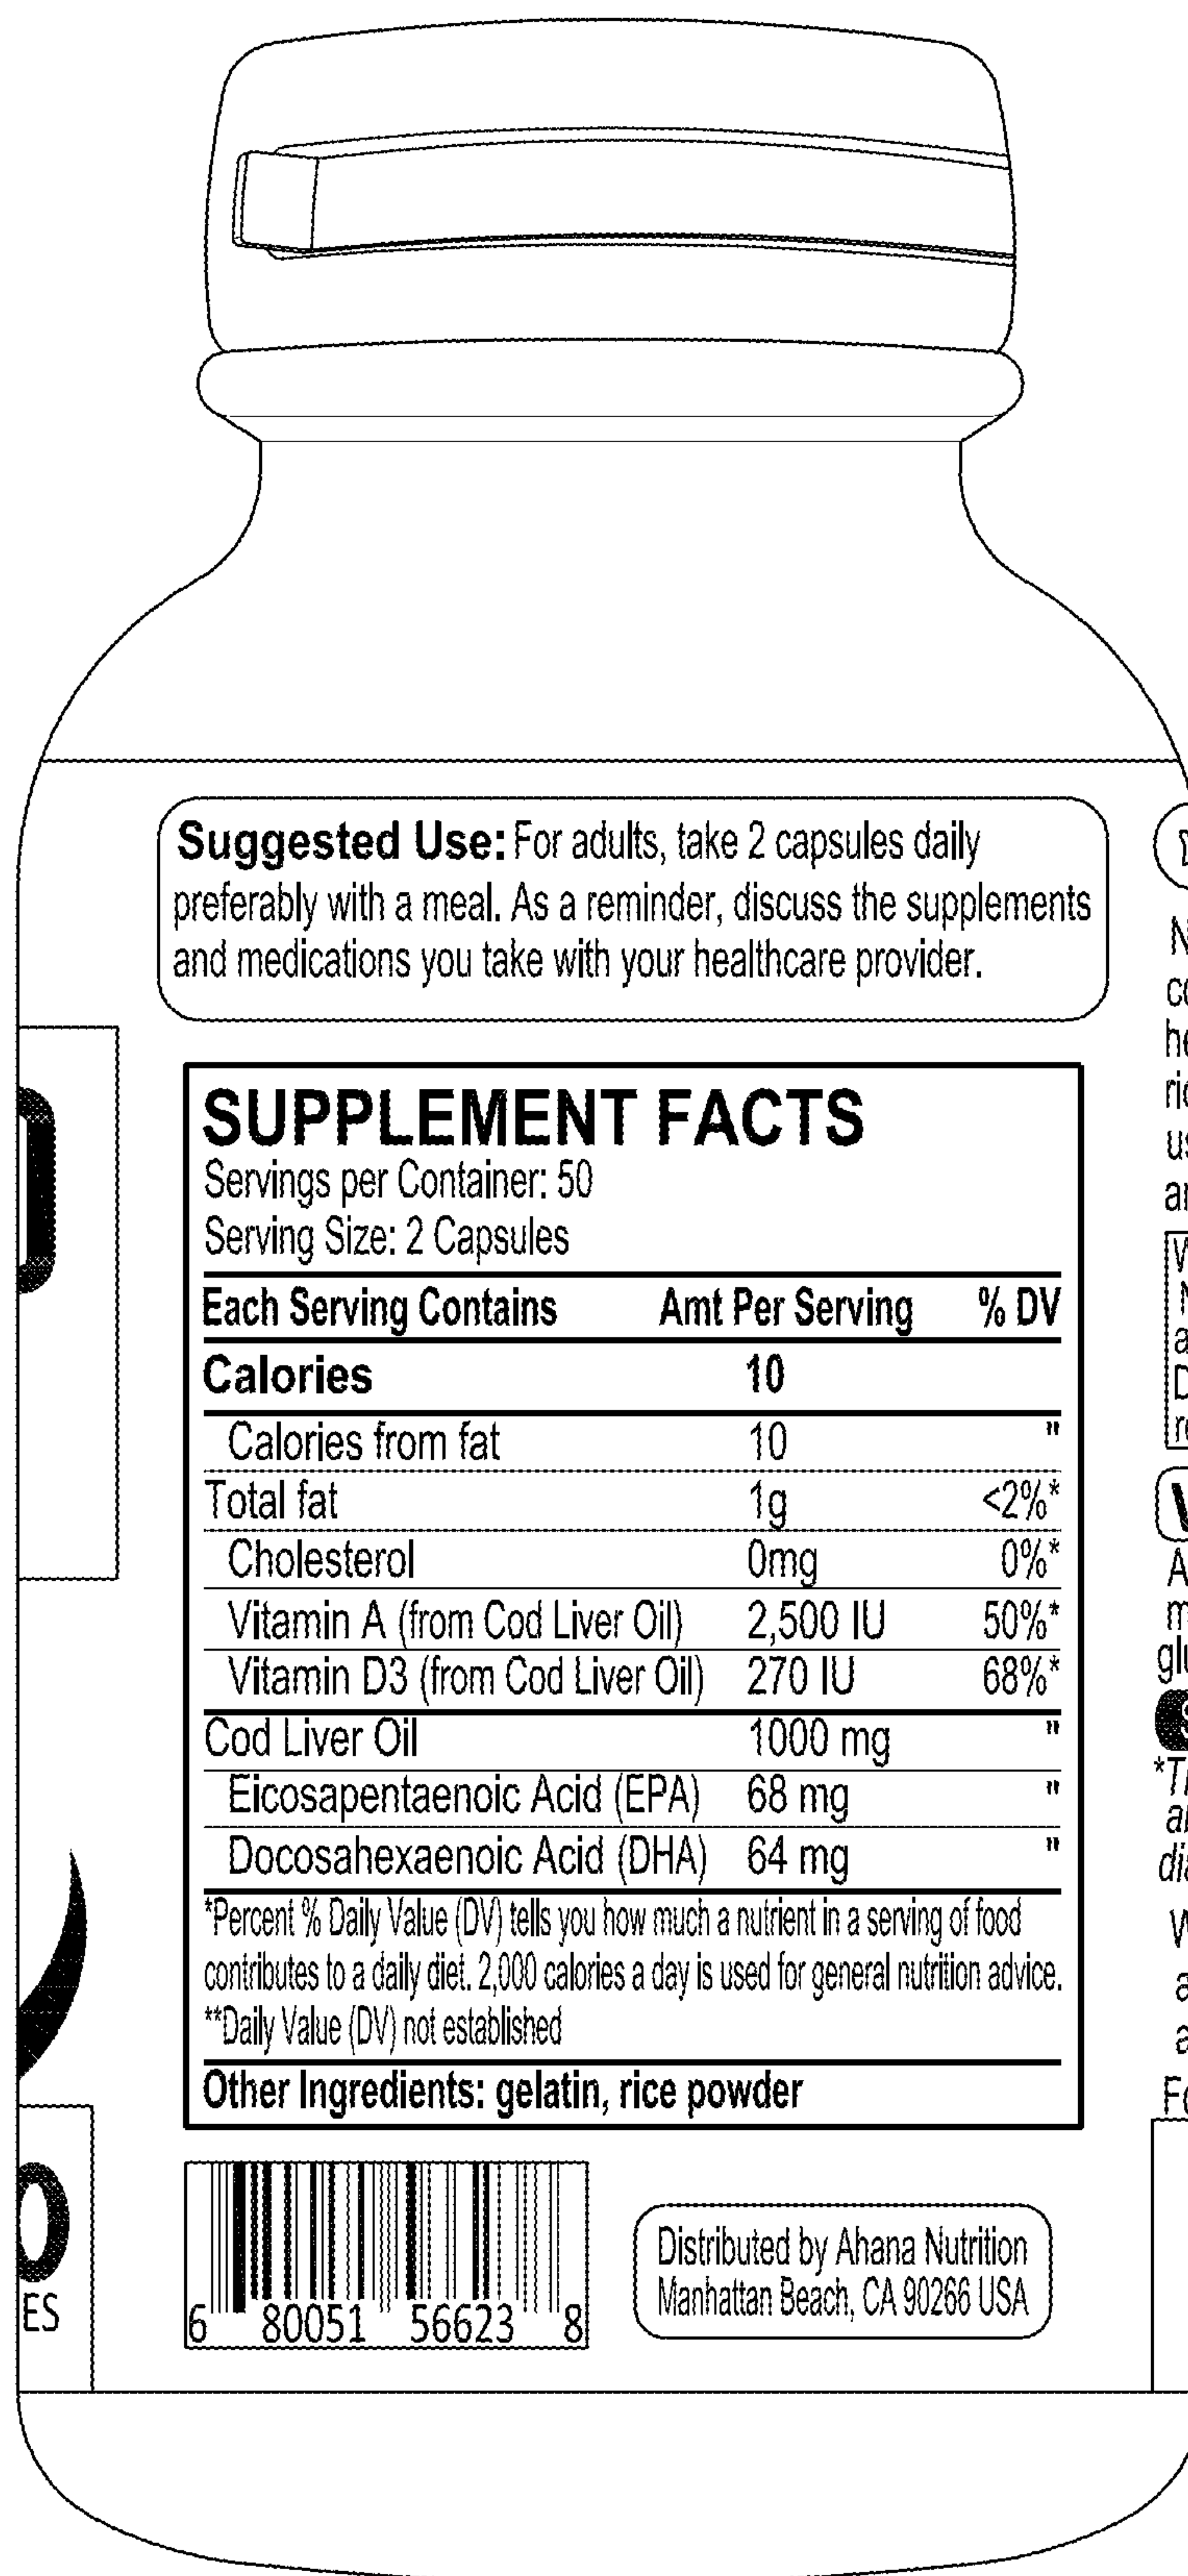 Suggested Use: For adults, take 2 capsules daily
preferably with a meal. As a reminder, discuss the supplements
and medications you take with your healthcare provider.
SUPPLEMENT FACTS
Servings per Container: 50
Serving Size: 2 Capsules
Each Serving Contains Amt Per Serving % DV
Calories 10
Calories from fat 10 "
Total fat 1g <2%*
Cholesterol 0mg 0%*
Vitamin A (from Cod Liver Oil) 2,500 IU 50%*
Vitamin D3 (from Cod Liver Oil) 270 IU 68%*
Cod Liver Oil 1000 mg "
Eicosapentaenoic Acid (EPA) 68 mg "
Docosahexaenoic Acid (DHA) 64 mg "
*Percent % Daily Value (DV) tells you how much a nutrient in a serving of food
contributes to a daily diet. 2,000 calories a day is used for general nutrition advice.
**Daily Value (DV) not established
Other Ingredients: gelatin, rice powder
6 80051 56623 8
Distributed by Ahana Nutrition
Manhattan Beach, CA 90266 USA
ES